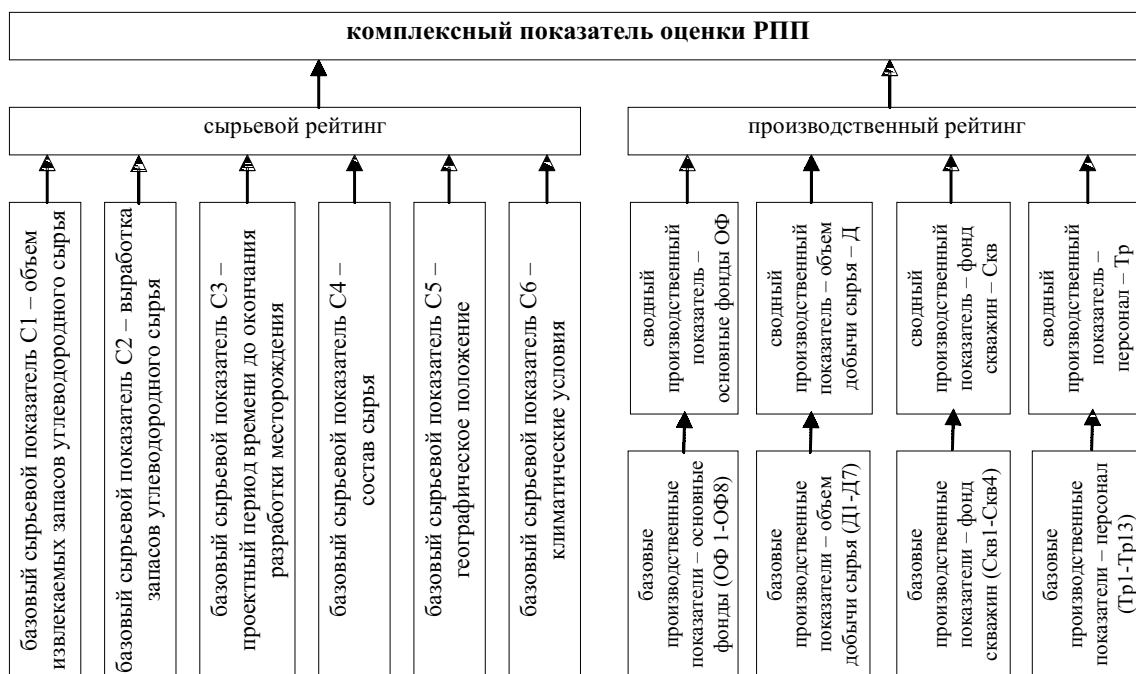 комплексный показатель оценки РПП
сырьевой рейтинг
производственный рейтинг
базовый сырьевой показатель С1 – объем
извлекаемых запасов углеводородного сырья
базовый сырьевой показатель С2 – выработка
запасов углеводородного сырья
базовый сырьевой показатель С3 –
проектный период времени до окончания
разработки месторождения
базовый сырьевой показатель С4 –
состав сырья
базовый сырьевой показатель С5 –
географическое положение
базовый сырьевой показатель С6 –
климатические условия
сводный
производственный
показатель –
основные фонды ОФ
сводный
производственный
показатель – объем
добычи сырья – Д
сводный
производственный
показатель – фонд
скважин – Скв
сводный
производственный
показатель –
персонал – Тр
базовые
производственные
показатели – основные
фонды (ОФ 1-ОФ8)
базовые
производственные
показатели – объем
добычи сырья (Д1-Д7)
базовые
производственные
показатели – фонд
скважин (Скв1-Скв4)
базовые
производственные
показатели – персонал
(Тр1-Тр13)